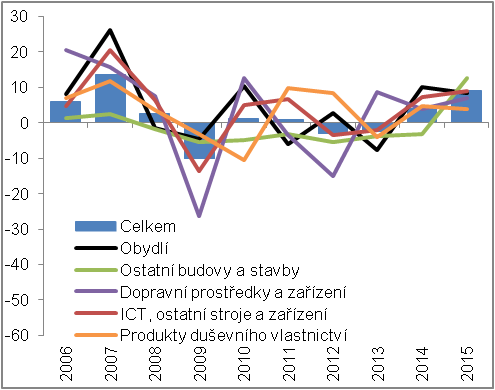 30
20
10
0
-10
-20
-30
-40
-50
-60
Celkem
Obydlí
Ostatní budovy a stavby
Dopravní prostředky a zařízení
ICT, ostatní stroje a zařízení
Produkty duševního vlastnictví
2006 2007 2008 2009 2010 2011 2012 2013 2014 2015